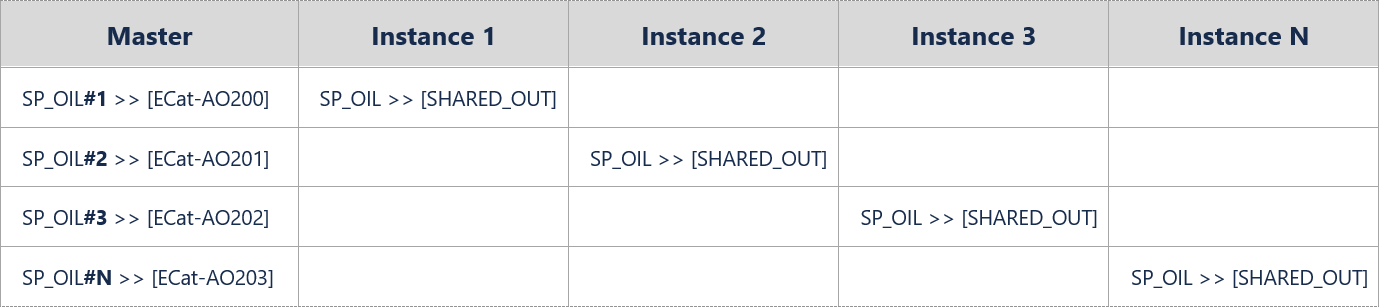 Master Instance 1 Instance 2 Instance 3 Instance N
SP_OIL#1 >> [ECat-AO200] SP_OIL >> [SHARED_OUT]
SP_OIL#2 >> [ECat-AO201] SP_OIL >> [SHARED_OUT]
SP_OIL#3 >> [ECat-AO202] SP_OIL >> [SHARED_OUT]
SP_OIL#N >> [ECat-AO203] SP_OIL >> [SHARED_OUT]